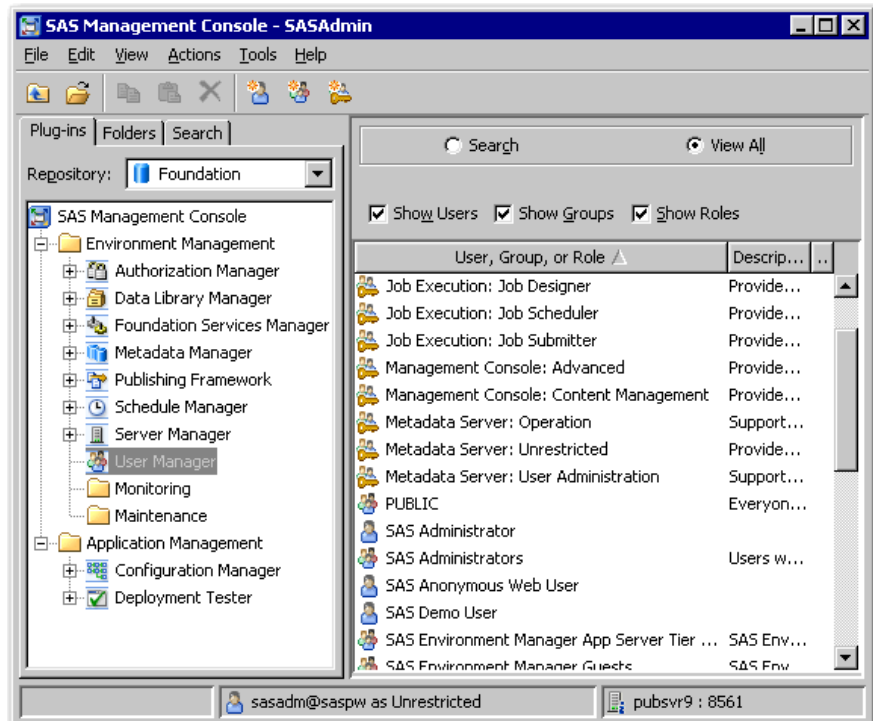 SAS Management Console - SASAdmin
File Edit View Actions Tools Help
Plug-ins Folders Search
Repository: Foundation
SAS Management Console
Environment Management
Authorization Manager
Data Library Manager
Foundation Services Manager
Metadata Manager
Publishing Framework
Schedule Manager
Server Manager
User Manager
Monitoring
Maintenance
Application Management
Configuration Manager
Deployment Tester
Search View All
Show Users Show Groups Show Roles
User, Group, or Role Descrip... ..
Job Execution: Job Designer Provide...
Job Execution: Job Scheduler Provide...
Job Execution: Job Submitter Provide...
Management Console: Advanced Provide...
Management Console: Content Management Provide...
Metadata Server: Operation Support...
Metadata Server: Unrestricted Provide...
Metadata Server: User Administration Support...
PUBLIC Everyon...
SAS Administrator
SAS Administrators Users w...
SAS Anonymous Web User
SAS Demo User
SAS Environment Manager App Server Tier ... SAS Env...
SAS Environment Manager Guests SAS Env
sasadm@saspw as Unrestricted
pubsvr9 : 8561